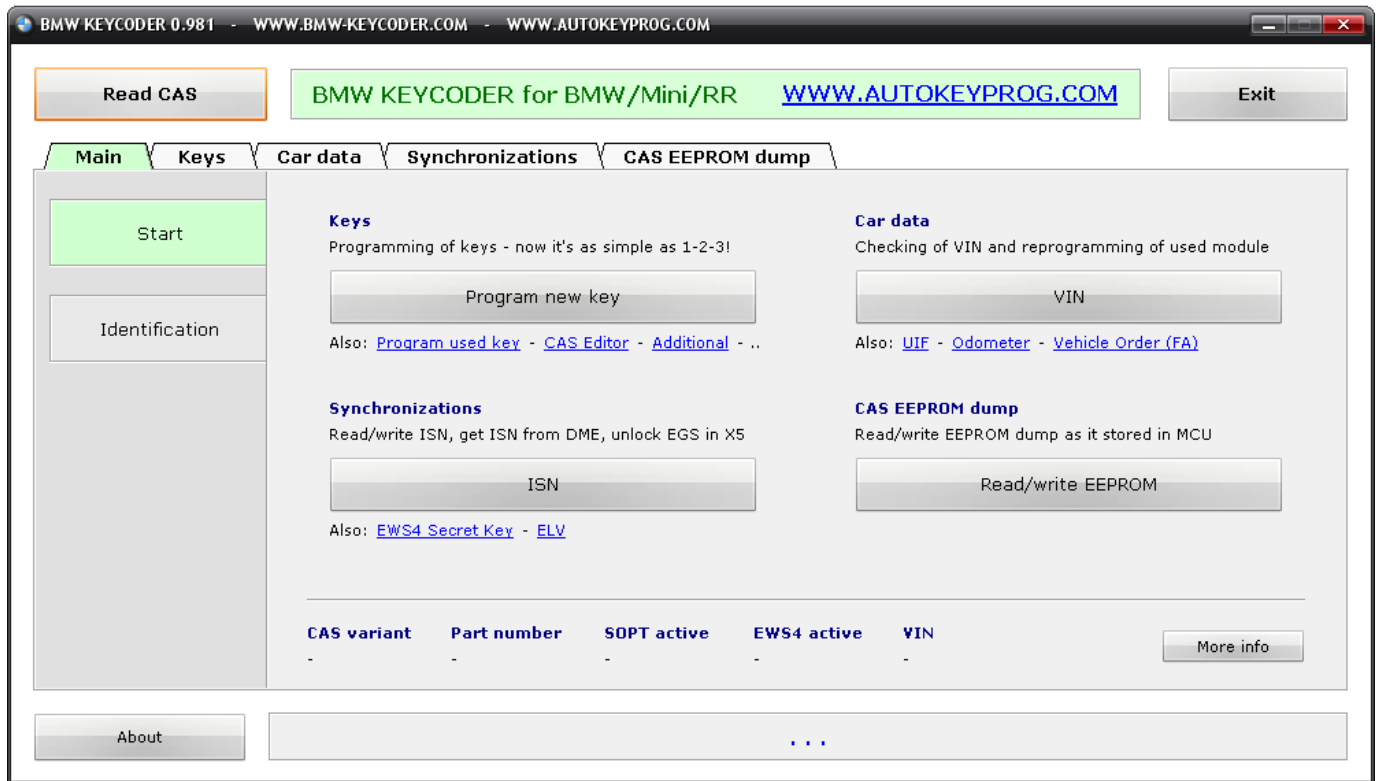 BMW KEYCODER 0.981 - WWW.BMW-KEYCODER.COM - WWW.AUTOKEYPROG.COM
Read CAS
BMW KEYCODER for BMW/Mini/RR WWW.AUTOKEYPROG.COM
Exit
Main Keys Car data Synchronizations CAS EEPROM dump
Start
Identification
Keys
Programming of keys - now it's as simple as 1-2-3!
Program new key
Also: Program used key - CAS Editor - Additional - ..
Car data
Checking of VIN and reprogramming of used module
VIN
Also: UIF - Odometer - Vehicle Order (FA)
Synchronizations
Read/write ISN, get ISN from DME, unlock EGS in X5
ISN
Also: EWS4 Secret Key - ELV
CAS EEPROM dump
Read/write EEPROM dump as it stored in MCU
Read/write EEPROM
CAS variant Part number SOPT active EWS4 active VIN
- - - - -
More info
About
...